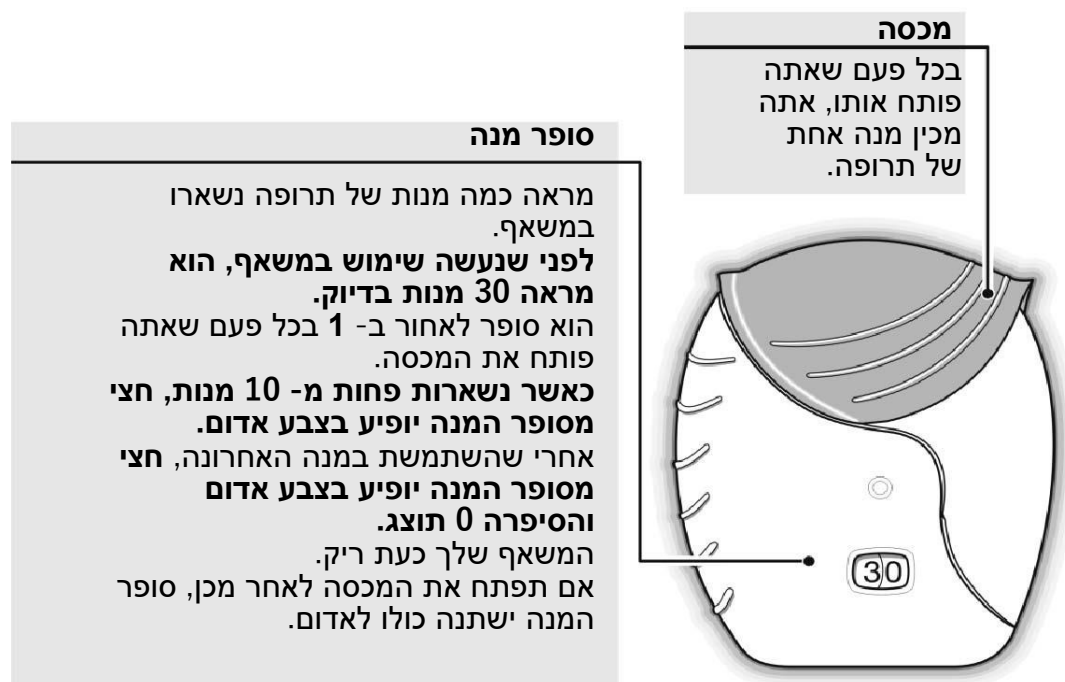 מכסה
בכל פעם שאתה
פותח אותו, אתה
מכין מנה אחת
של תרופה.
סופר מנה
מראה כמה מנות של תרופה נשארו
במשאף.
לפני שנעשה שימוש במשאף, הוא
מראה 30 מנות בדיוק.
הוא סופר לאחור ב- 1 בכל פעם שאתה
פותח את המכסה.
כאשר נשארות פחות מ- 10 מנות, חצי
מסופר המנה יופיע בצבע אדום.
אחרי שהשתמשת במנה האחרונה, חצי
מסופר המנה יופיע בצבע אדום
והסיפרה 0 תוצג.
המשאף שלך כעת ריק.
אם תפתח את המכסה לאחר מכן, סופר
המנה ישתנה כולו לאדום.
30